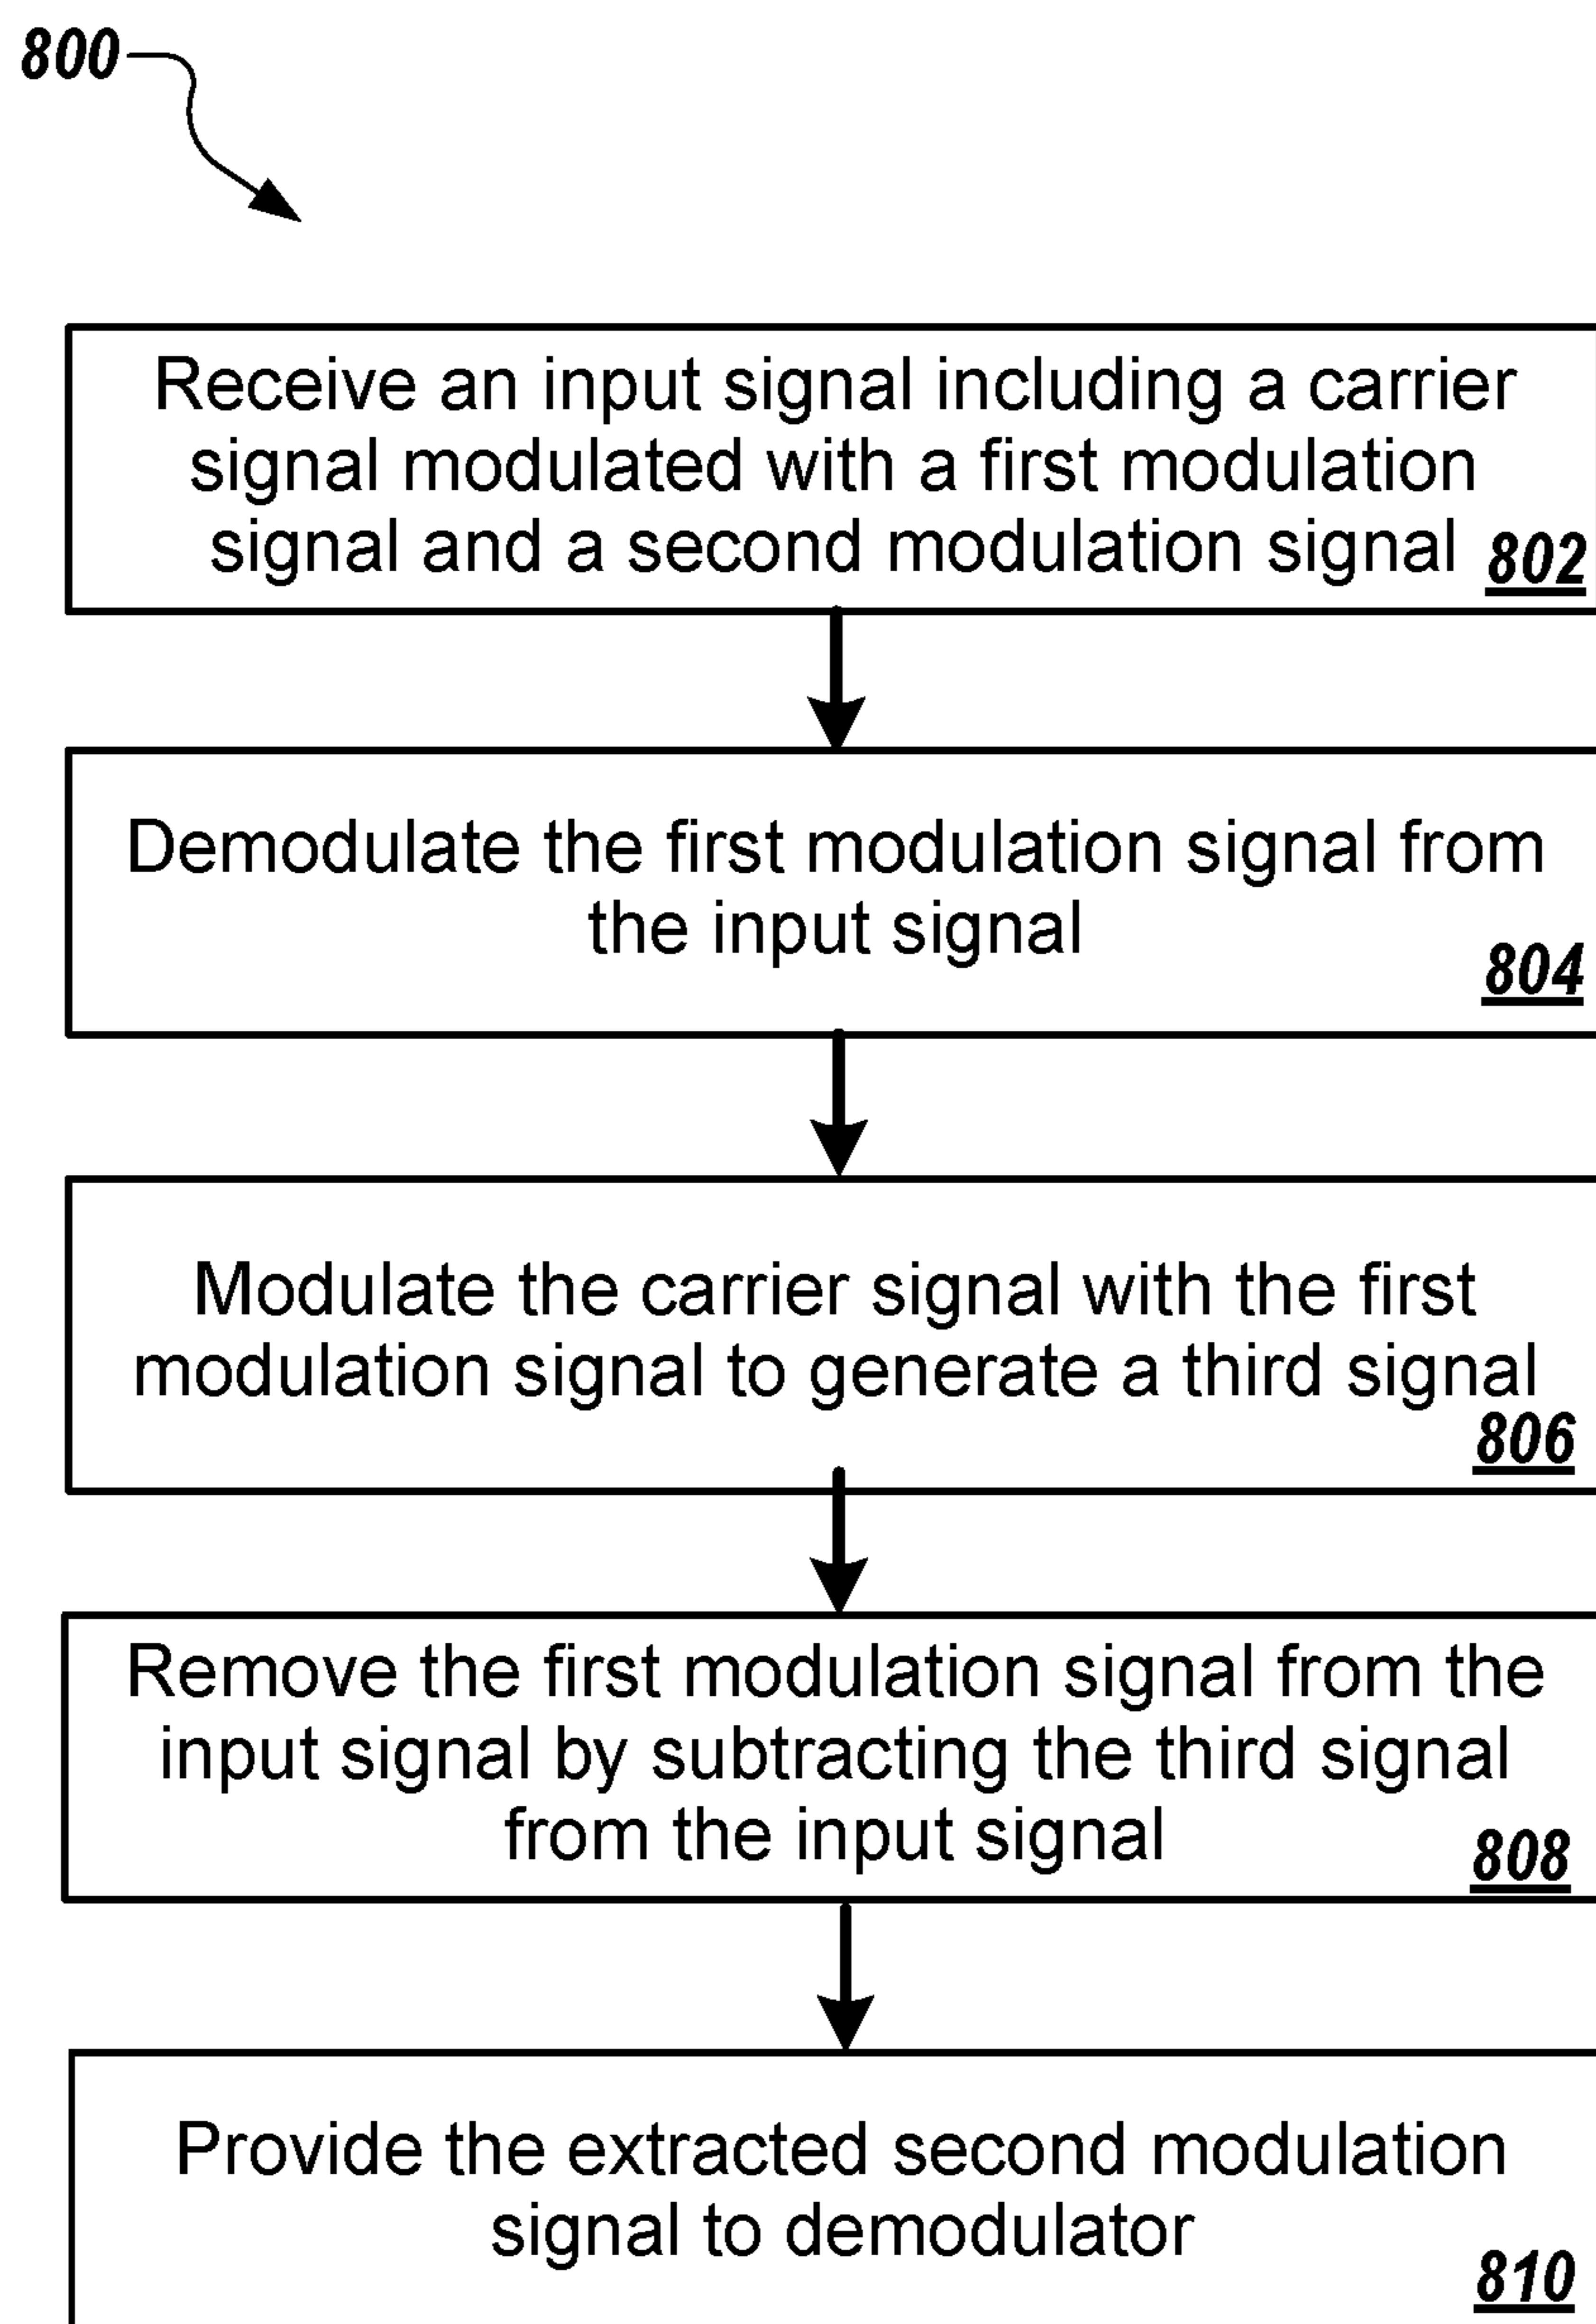 800
Receive an input signal including a carrier
signal modulated with a first modulation
signal and a second modulation signal
802
Demodulate the first modulation signal from
the input signal
804
Modulate the carrier signal with the first
modulation signal to generate a third signal
806
Remove the first modulation signal from the
input signal by subtracting the third signal
from the input signal
808
Provide the extracted second modulation
signal to demodulator
810